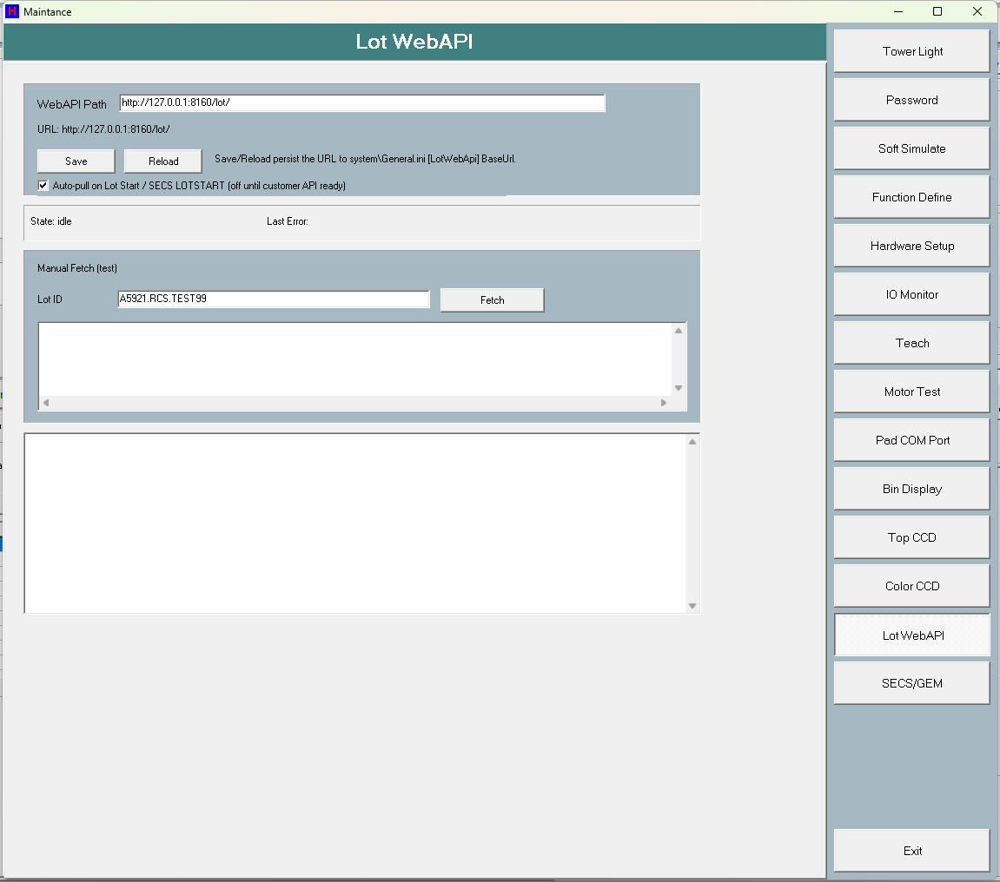 H Maintance
Lot WebAPI
WebAPI Path http://127.0.0.1:8160/lot/
URL: http://127.0.0.1:8160/lot/
Save Reload Save/Reload persist the URL to system\General.ini [LotWebApi] BaseUrl.
Auto-pull on Lot Start / SECS LOTSTART (off until customer API ready)
State: idle Last Error:
Manual Fetch (test)
Lot ID A5921.RCS.TEST99 Fetch
Tower Light
Password
Soft Simulate
Function Define
Hardware Setup
IO Monitor
Teach
Motor Test
Pad COM Port
Bin Display
Top CCD
Color CCD
Lot WebAPI
SECS/GEM
Exit